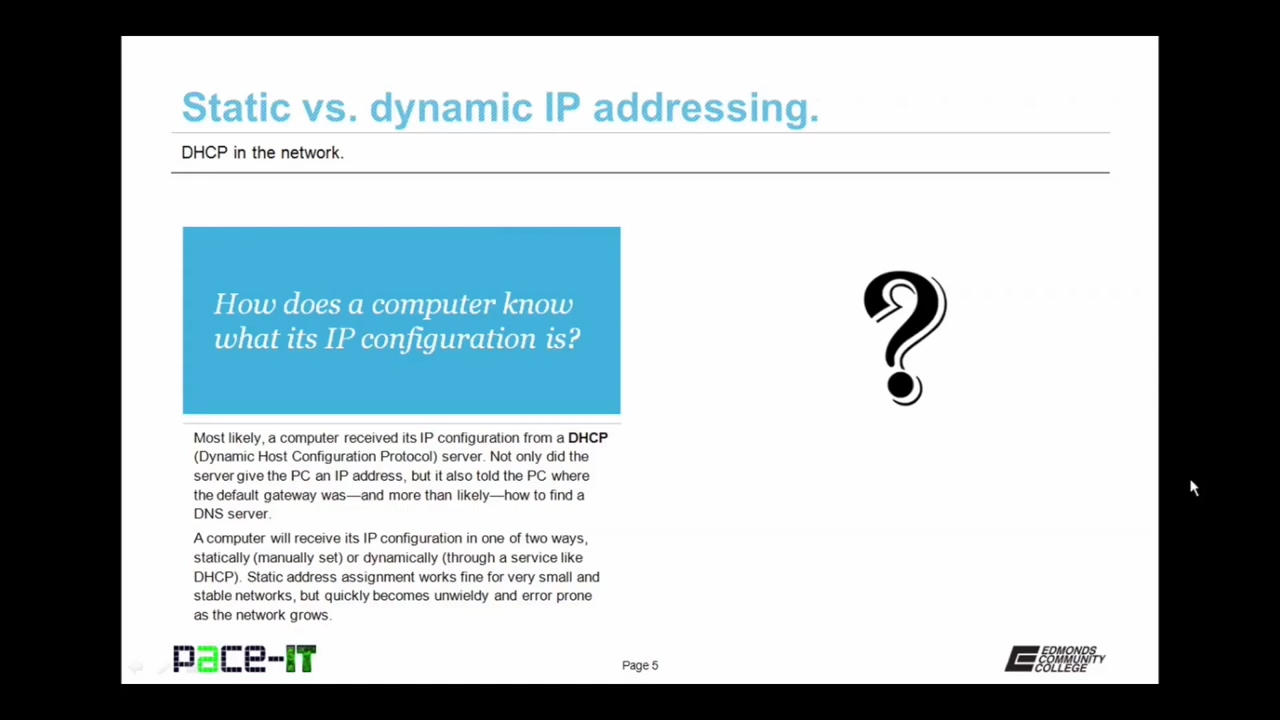 Static vs. dynamic IP addressing.
DHCP in the network.
How does a computer know
what its IP configuration is?
?
Most likely, a computer received its IP configuration from a DHCP
(Dynamic Host Configuration Protocol) server. Not only did the
server give the PC an IP address, but it also told the PC where
the default gateway was—and more than likely—how to find a
DNS server.
A computer will receive its IP configuration in one of two ways,
statically (manually set) or dynamically (through a service like
DHCP). Static address assignment works fine for very small and
stable networks, but quickly becomes unwieldy and error prone
as the network grows.
pace-IT
Page 5
EDMONDS
COMMUNITY
COLLEGE